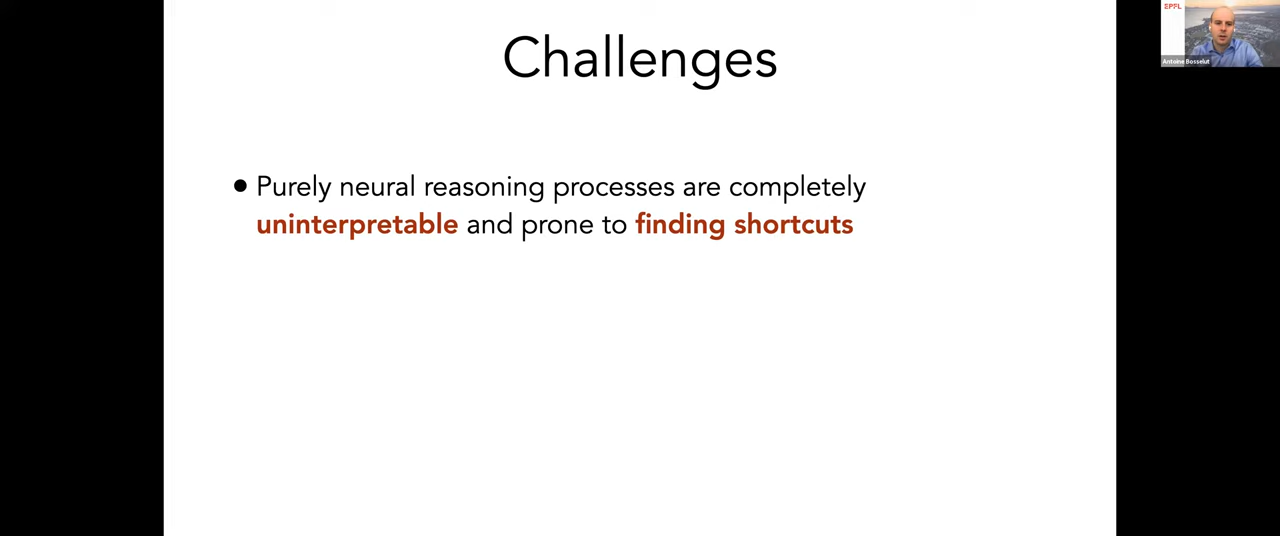 Challenges
EPFL
Antoine Bosselut
• Purely neural reasoning processes are completely
uninterpretable and prone to finding shortcuts